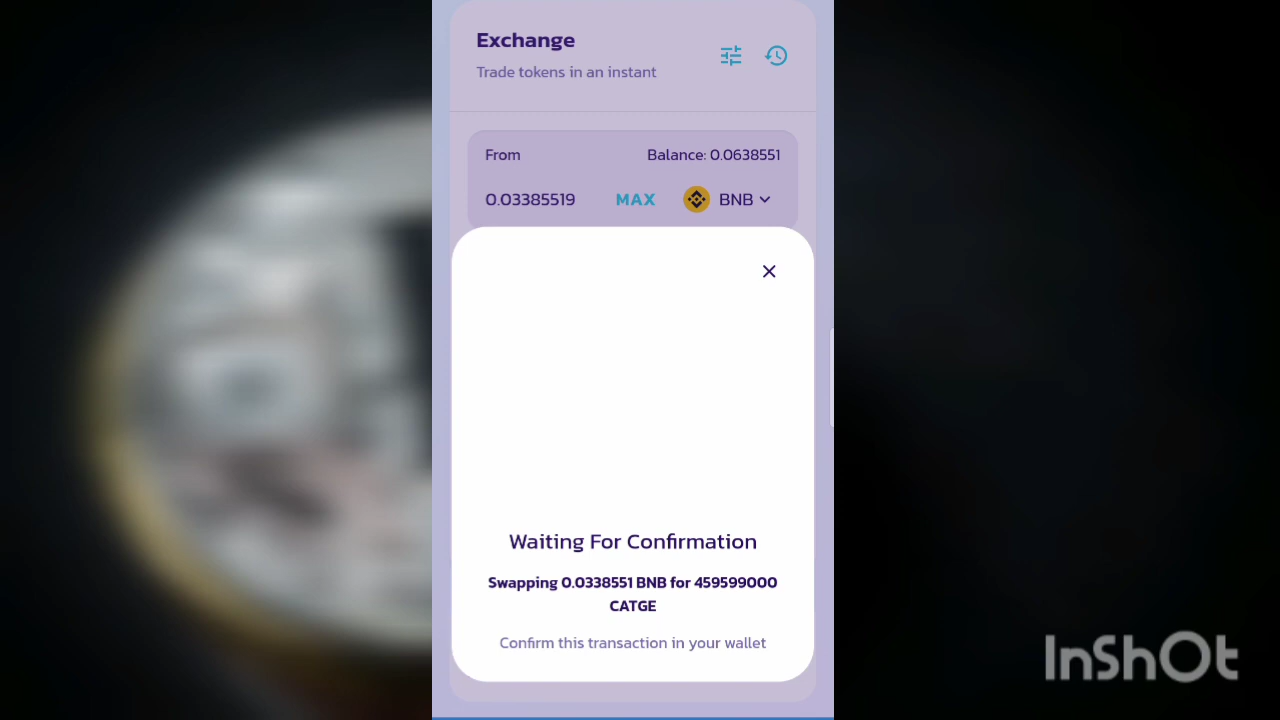 Exchange
Trade tokens in an instant
From
Balance: 0.0638551
0.03385519
MAX
BNB
Waiting For Confirmation
Swapping 0.0338551 BNB for 459599000
CATGE
Confirm this transaction in your wallet
InShOt